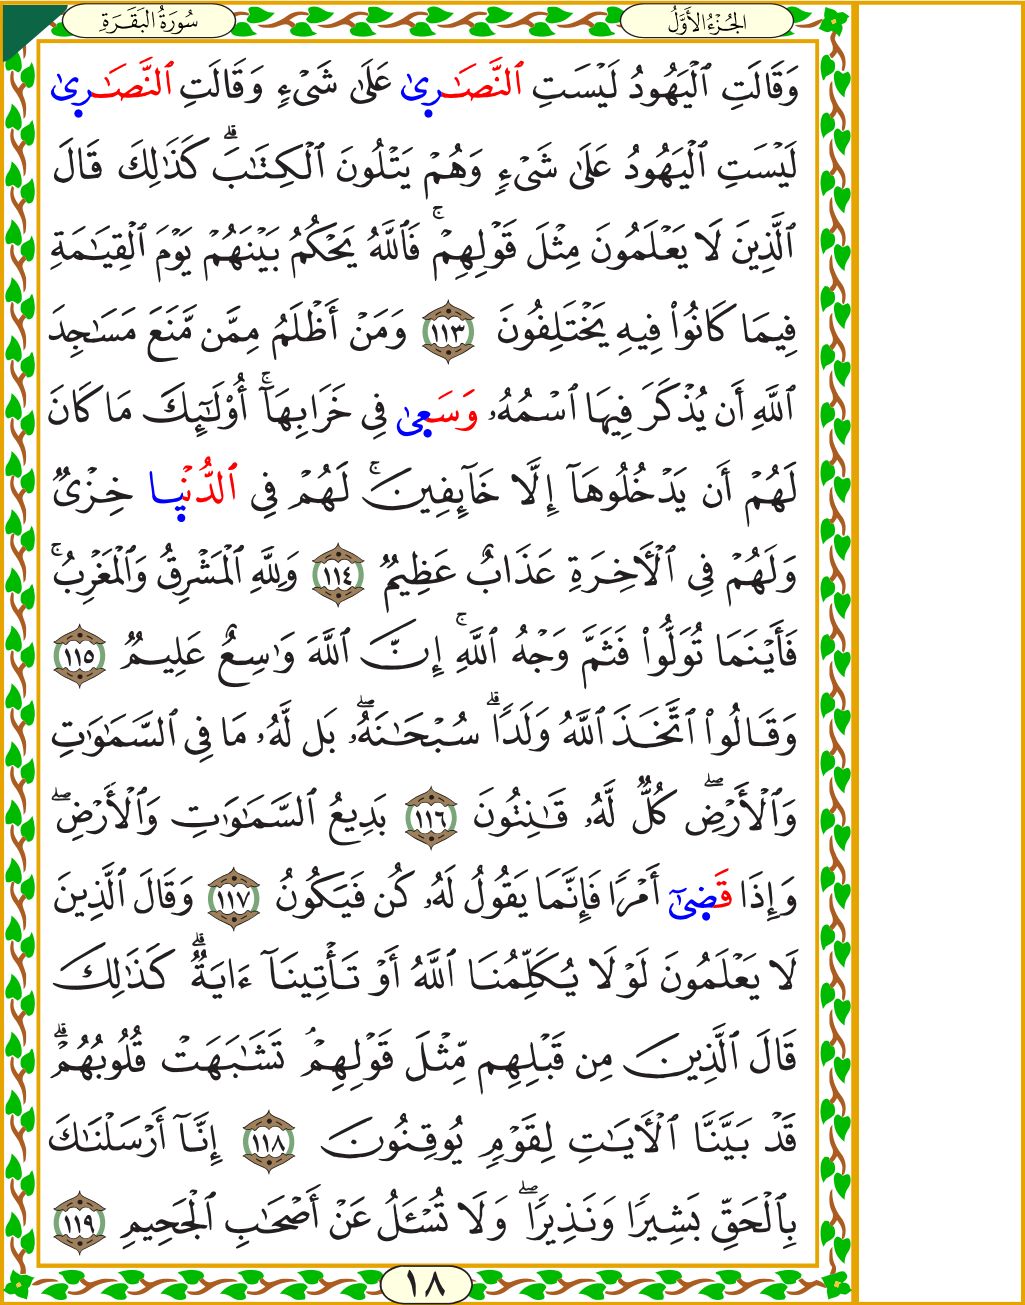 الجُزْءُ الأَوَّلُ
سُورَةُ البَقَرَةِ
وَقَالَتِ ٱلۡيَهُودُ لَيۡسَتِ ٱلنَّصَٰرِىٰ عَلَىٰ شَيۡءٖ وَقَالَتِ ٱلنَّصَٰرِىٰ
لَيۡسَتِ ٱلۡيَهُودُ عَلَىٰ شَيۡءٖ وَهُمۡ يَتۡلُونَ ٱلۡكِتَٰبَۗ كَذَٰلِكَ قَالَ
ٱلَّذِينَ لَا يَعۡلَمُونَ مِثۡلَ قَوۡلِهِمۡۚ فَٱللَّهُ يَحۡكُمُ بَيۡنَهُمۡ يَوۡمَ ٱلۡقِيَٰمَةِ
فِيمَا كَانُواْ فِيهِ يَخۡتَلِفُونَ ١١٣ وَمَنۡ أَظۡلَمُ مِمَّن مَّنَعَ مَسَٰجِدَ
ٱللَّهِ أَن يُذۡكَرَ فِيهَا ٱسۡمُهُۥ وَسَعِىٰ فِي خَرَابِهَآۚ أُوْلَٰٓئِكَ مَا كَانَ
لَهُمۡ أَن يَدۡخُلُوهَآ إِلَّا خَآئِفِينَۚ لَهُمۡ فِي ٱلدُّنۡيِا خِزۡيٞ
وَلَهُمۡ فِي ٱلۡأٓخِرَةِ عَذَابٌ عَظِيمٞ ١١٤ وَلِلَّهِ ٱلۡمَشۡرِقُ وَٱلۡمَغۡرِبُۚ
فَأَيۡنَمَا تُوَلُّواْ فَثَمَّ وَجۡهُ ٱللَّهِۚ إِنَّ ٱللَّهَ وَٰسِعٌ عَلِيمٞ ١١٥
وَقَالُواْ ٱتَّخَذَ ٱللَّهُ وَلَدٗاۗ سُبۡحَٰنَهُۥۖ بَل لَّهُۥ مَا فِي ٱلسَّمَٰوَٰتِ
وَٱلۡأَرۡضِۖ كُلّٞ لَّهُۥ قَٰنِتُونَ ١١٦ بَدِيعُ ٱلسَّمَٰوَٰتِ وَٱلۡأَرۡضِۖ
وَإِذَا قَضِىٰٓ أَمۡرٗا فَإِنَّمَا يَقُولُ لَهُۥ كُن فَيَكُونُ ١١٧ وَقَالَ ٱلَّذِينَ
لَا يَعۡلَمُونَ لَوۡلَا يُكَلِّمُنَا ٱللَّهُ أَوۡ تَأۡتِينَآ ءَايَةٞۗ كَذَٰلِكَ
قَالَ ٱلَّذِينَ مِن قَبۡلِهِم مِّثۡلَ قَوۡلِهِمۡۘ تَشَٰبَهَتۡ قُلُوبُهُمۡۗ
قَدۡ بَيَّنَّا ٱلۡأٓيَٰتِ لِقَوۡمٖ يُوقِنُونَ ١١٨ إِنَّآ أَرۡسَلۡنَٰكَ
بِٱلۡحَقِّ بَشِيرٗا وَنَذِيرٗاۖ وَلَا تُسۡـَٔلُ عَنۡ أَصۡحَٰبِ ٱلۡجَحِيمِ ١١٩
١٨